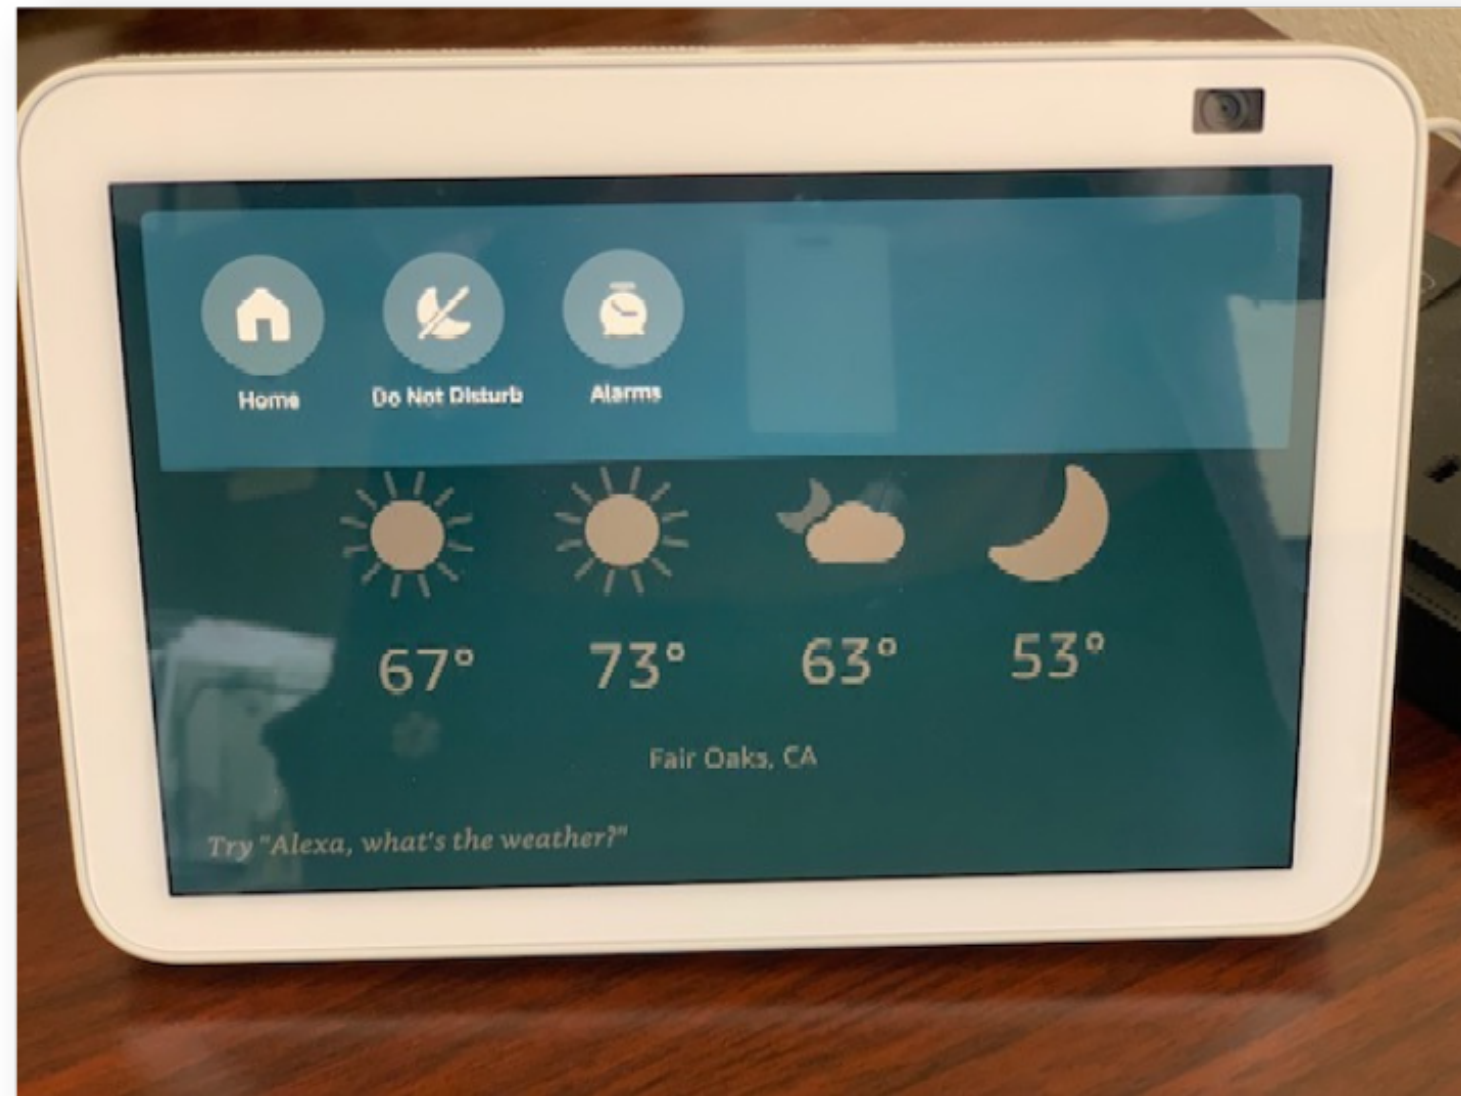 Home Do Not Disturb Alarms
67° 73° 63° 53°
Fair Oaks, CA
Try "Alexa, what's the weather?"